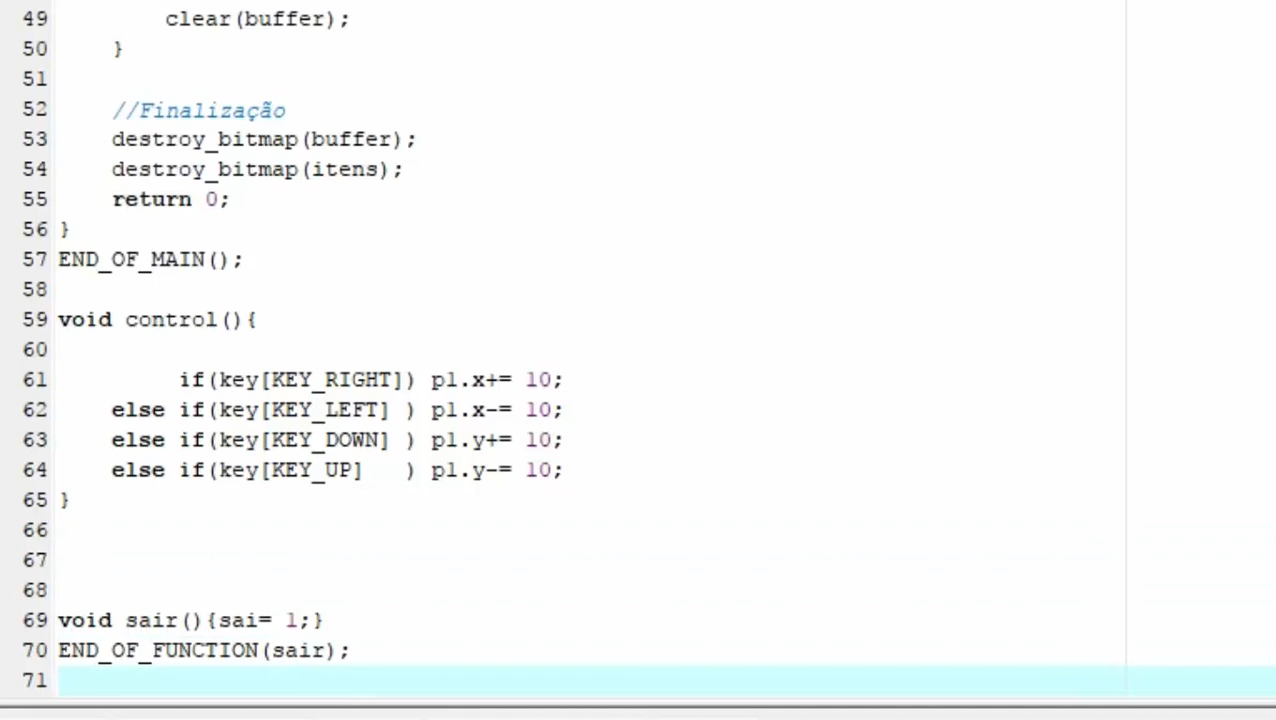 49 clear(buffer);
50 }
51
52 //Finalização
53 destroy_bitmap(buffer);
54 destroy_bitmap(itens);
55 return 0;
56 }
57 END_OF_MAIN();
58
59 void control(){
60
61 if(key[KEY_RIGHT]) p1.x+= 10;
62 else if(key[KEY_LEFT] ) p1.x-= 10;
63 else if(key[KEY_DOWN] ) p1.y+= 10;
64 else if(key[KEY_UP]   ) p1.y-= 10;
65 }
66
67
68
69 void sair(){sai= 1;}
70 END_OF_FUNCTION(sair);
71